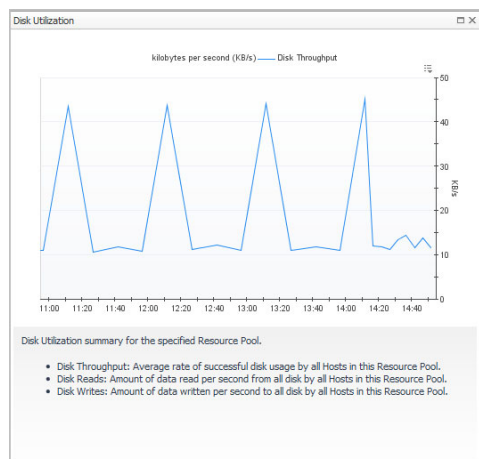 Disk Utilization
kilobytes per second (KB/s) Disk Throughput
50
40
30
20
10
0
KB/s
11:00 11:20 11:40 12:00 12:20 12:40 13:00 13:20 13:40 14:00 14:20 14:40
Disk Utilization summary for the specified Resource Pool.
• Disk Throughput: Average rate of successful disk usage by all Hosts in this Resource Pool.
• Disk Reads: Amount of data read per second from all disk by all Hosts in this Resource Pool.
• Disk Writes: Amount of data written per second to all disk by all Hosts in this Resource Pool.